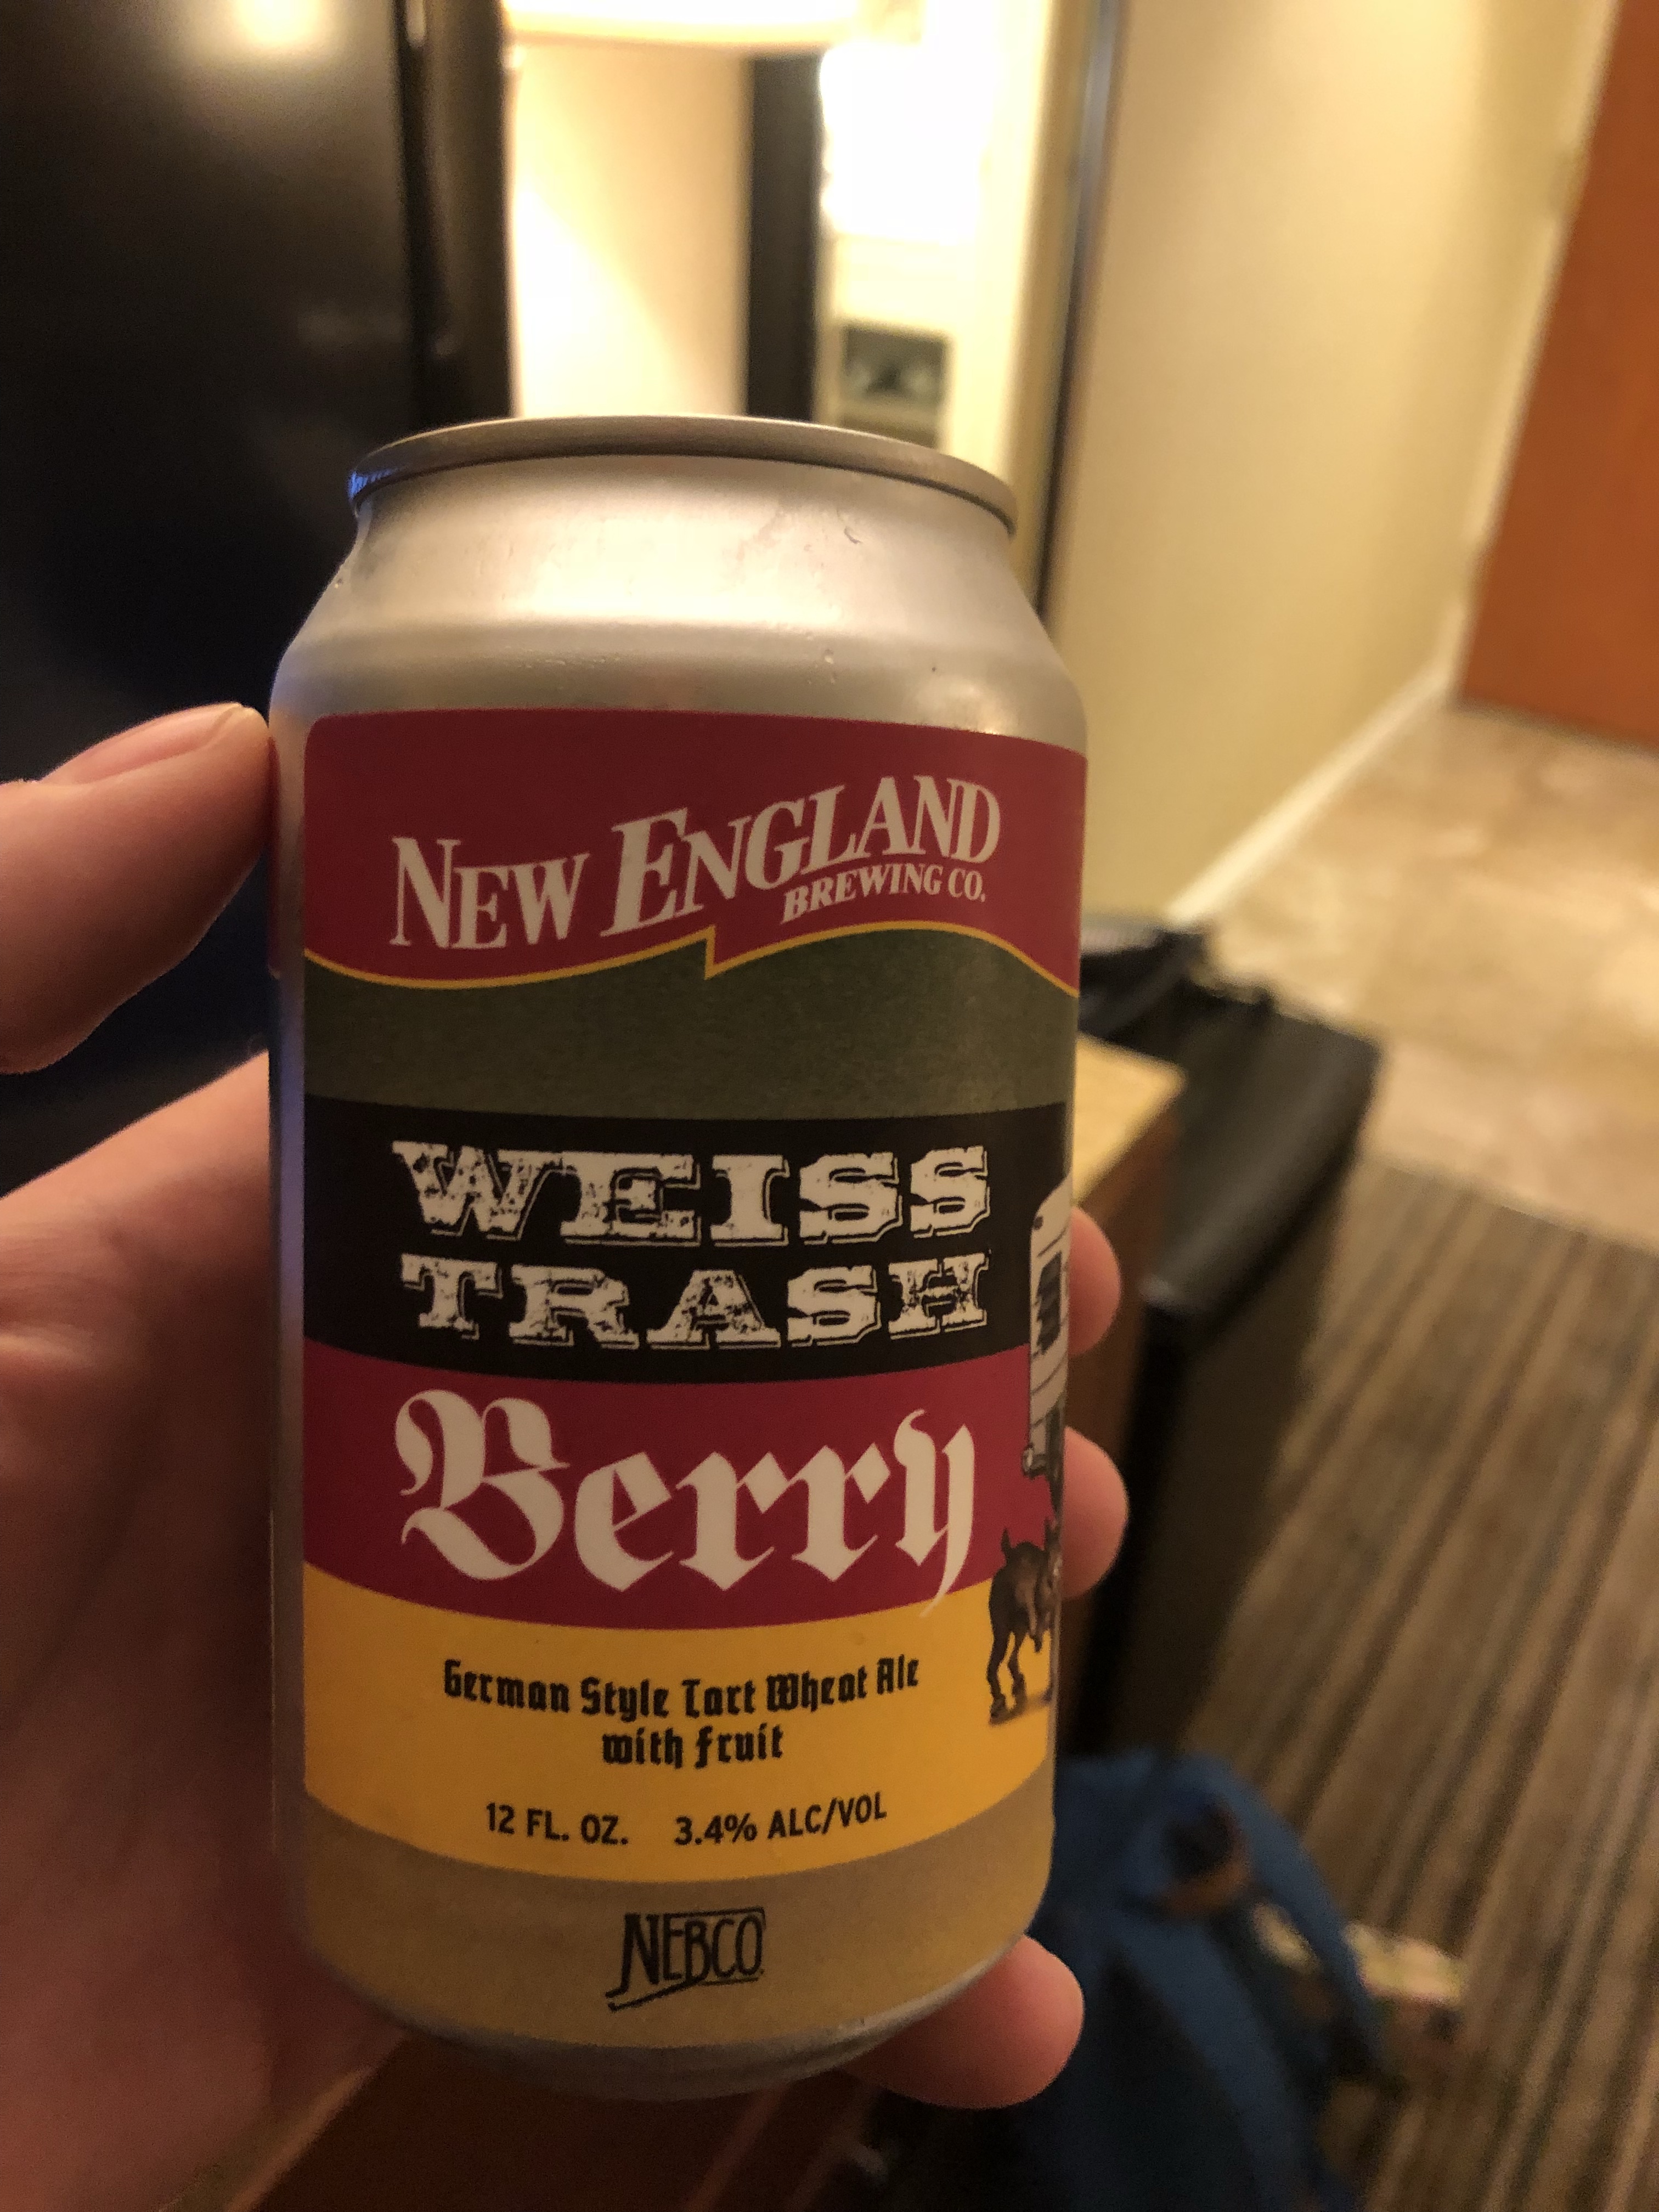 NEW ENGLAND
BREWING CO.
WEISS
TRASH
Berry
German Style Tart Wheat Ale
with fruit
12 FL. OZ. 3.4% ALC/VOL
NEBCO